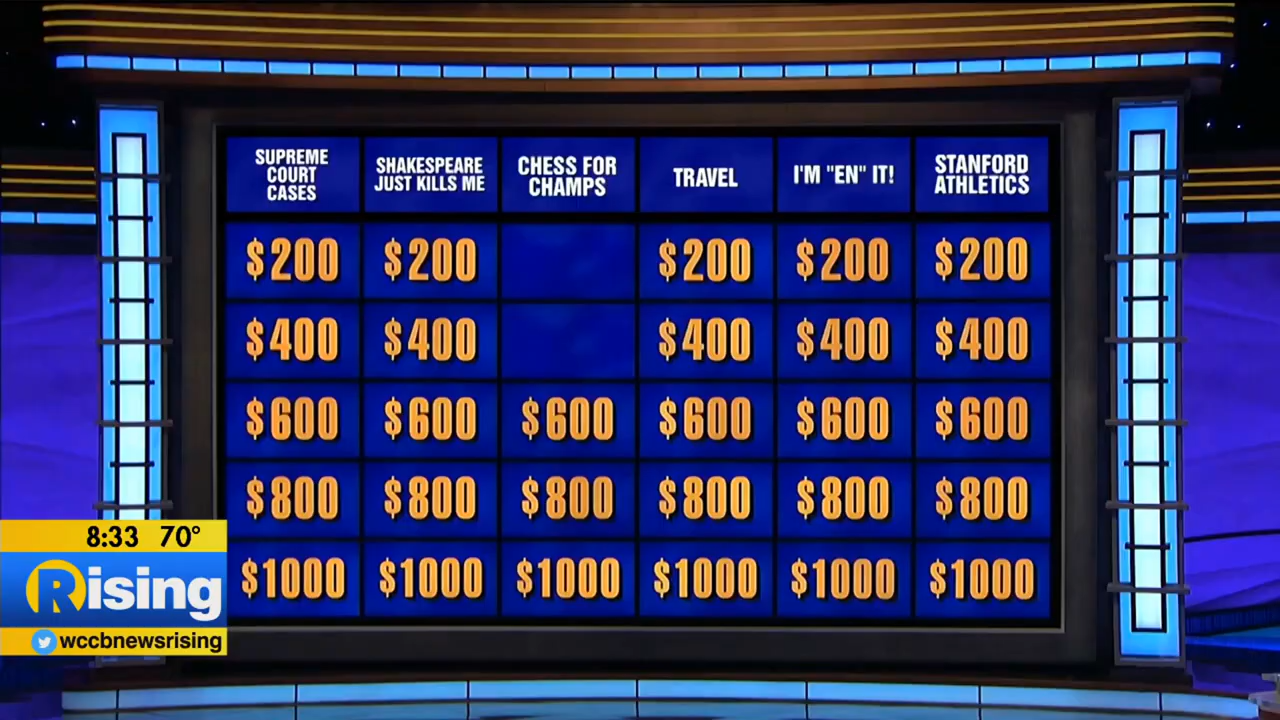 SUPREME
COURT
CASES
SHAKESPEARE
JUST KILLS ME
CHESS FOR
CHAMPS
TRAVEL
I'M "EN" IT!
STANFORD
ATHLETICS
$200 $200 $200 $200 $200
$400 $400 $400 $400 $400
$600 $600 $600 $600 $600 $600
$800 $800 $800 $800 $800 $800
$1000 $1000 $1000 $1000 $1000 $1000
8:33 70°
Rising
wccbnewsrising